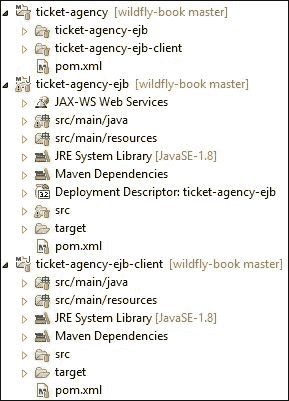 ticket-agency [wildfly-book master]
ticket-agency-ejb
ticket-agency-ejb-client
pom.xml
ticket-agency-ejb [wildfly-book master]
JAX-WS Web Services
src/main/java
src/main/resources
JRE System Library [JavaSE-1.8]
Maven Dependencies
Deployment Descriptor: ticket-agency-ejb
src
target
pom.xml
ticket-agency-ejb-client [wildfly-book master]
src/main/java
src/main/resources
JRE System Library [JavaSE-1.8]
Maven Dependencies
src
target
pom.xml